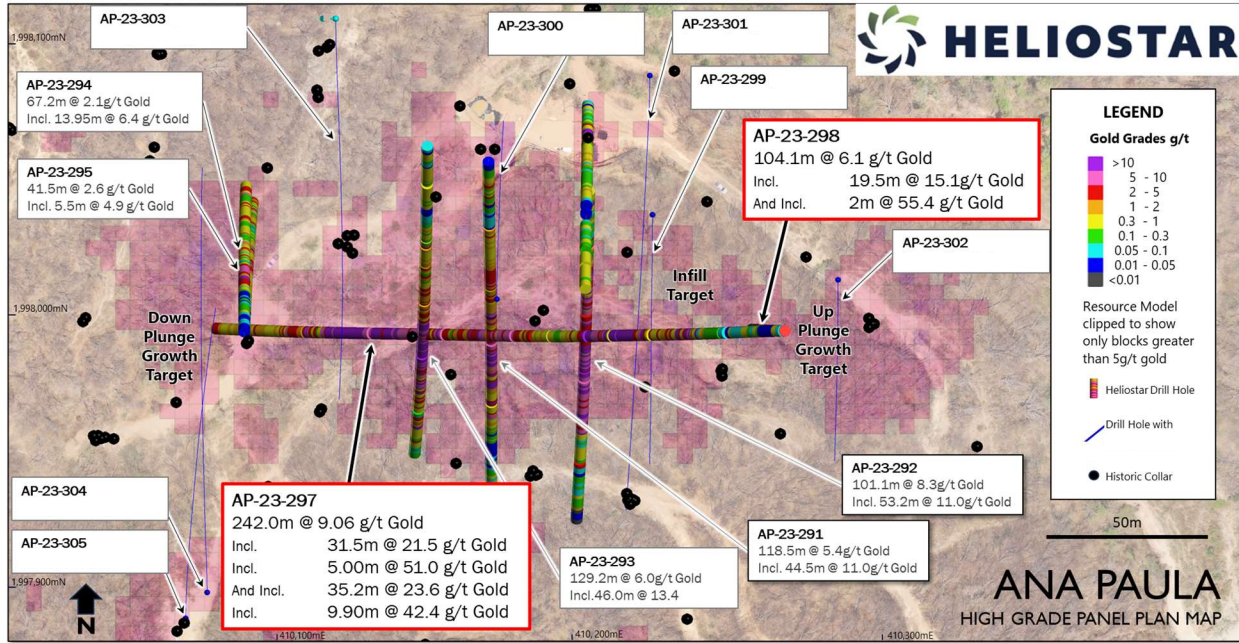 1,998,100mN
AP-23-303
AP-23-300
AP-23-301
HELIOSTAR
AP-23-294
67.2m @ 2.1g/t Gold
Incl. 13.95m @ 6.4 g/t Gold
AP-23-299
AP-23-295
41.5m @ 2.6 g/t Gold
Incl. 5.5m @ 4.9 g/t Gold
AP-23-298
104.1m @ 6.1 g/t Gold
Incl. 19.5m @ 15.1g/t Gold
And Incl. 2m @ 55.4 g/t Gold
AP-23-302
LEGEND
Gold Grades g/t
>10
5 - 10
2 - 5
1 - 2
0.3 - 1
0.1 - 0.3
0.05 - 0.1
0.01 - 0.05
<0.01
Resource Model
clipped to show
only blocks greater
than 5g/t gold
Heliostar Drill Hole
Drill Hole with
Historic Collar
1,998,000mN
Down
Plunge
Growth
Target
Infill
Target
Up
Plunge
Growth
Target
AP-23-304
AP-23-305
AP-23-297
242.0m @ 9.06 g/t Gold
Incl. 31.5m @ 21.5 g/t Gold
Incl. 5.00m @ 51.0 g/t Gold
And Incl. 35.2m @ 23.6 g/t Gold
Incl. 9.90m @ 42.4 g/t Gold
AP-23-293
129.2m @ 6.0g/t Gold
Incl.46.0m @ 13.4
AP-23-291
118.5m @ 5.4g/t Gold
Incl. 44.5m @ 11.0g/t Gold
AP-23-292
101.1m @ 8.3g/t Gold
Incl. 53.2m @ 11.0g/t Gold
50m
1,997,900mN
N
410,100mE
410,200mE
410,300mE
ANA PAULA
HIGH GRADE PANEL PLAN MAP